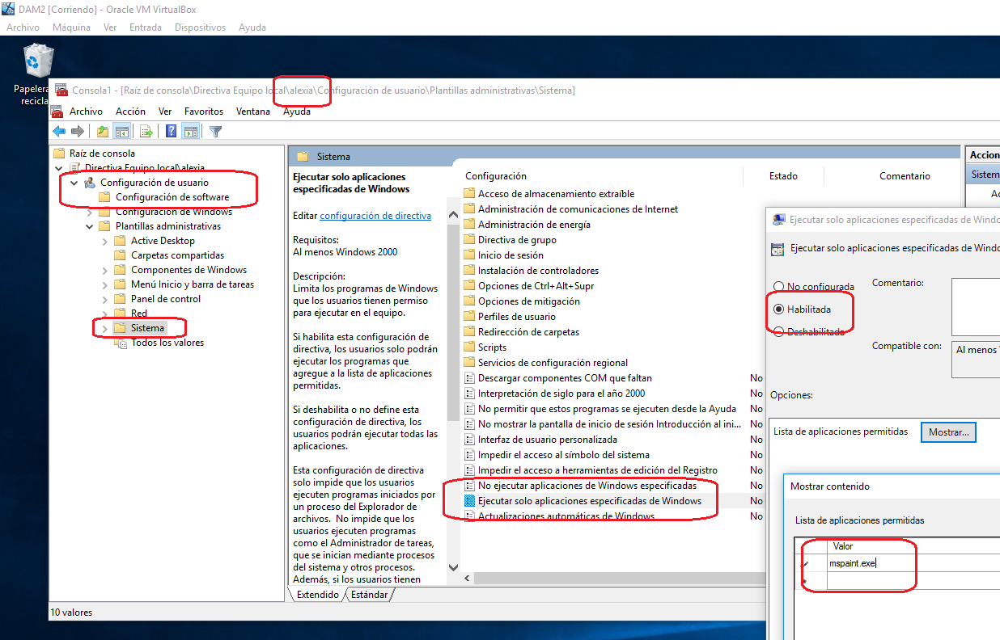 DAM2 [Corriendo] - Oracle VM VirtualBox
Archivo Máquina Ver Entrada Dispositivos Ayuda
Papelera
recicla
Consola1 - [Raíz de consola\Directiva Equipo local\alexia\Configuración de usuario\Plantillas administrativas\Sistema]
Archivo Acción Ver Favoritos Ventana Ayuda
Raíz de consola
Directiva Equipo local\alexia
Configuración de usuario
Configuración de software
Configuración de Windows
Plantillas administrativas
Active Desktop
Carpetas compartidas
Componentes de Windows
Menú Inicio y barra de tareas
Panel de control
Red
Sistema
Todos los valores
Sistema
Ejecutar solo aplicaciones
especificadas de Windows
Editar configuración de directiva
Requisitos:
Al menos Windows 2000
Descripción:
Limita los programas de Windows
que los usuarios tienen permiso
para ejecutar en el equipo.
Si habilita esta configuración de
directiva, los usuarios solo podrán
ejecutar los programas que
agregue a la lista de aplicaciones
permitidas.
Si deshabilita o no define esta
configuración de directiva, los
usuarios podrán ejecutar todas las
aplicaciones.
Esta configuración de directiva
solo impide que los usuarios
ejecuten programas iniciados por
un proceso del Explorador de
archivos. No impide que los
usuarios ejecuten programas
como el Administrador de tareas,
que se inician mediante procesos
del sistema y otros procesos.
Además, si los usuarios tienen
Configuración Estado Comentario
Acceso de almacenamiento extraíble
Administración de comunicaciones de Internet
Administración de energía
Directiva de grupo
Inicio de sesión
Instalación de controladores
Opciones de Ctrl+Alt+Supr
Opciones de mitigación
Perfiles de usuario
Redirección de carpetas
Scripts
Servicios de configuración regional
Descargar componentes COM que faltan No
Interpretación de siglo para el año 2000 No
No permitir que estos programas se ejecuten desde la Ayuda No
No mostrar la pantalla de inicio de sesión Introducción al ini... No
Interfaz de usuario personalizada No
Impedir el acceso al símbolo del sistema No
Impedir el acceso a herramientas de edición del Registro No
No ejecutar aplicaciones de Windows especificadas No
Ejecutar solo aplicaciones especificadas de Windows No
Actualizaciones automáticas de Windows No
Extendido Estándar
10 valores
Accion
Sistem
Ejecutar solo aplicaciones especificadas de Windo
Ejecutar solo aplicaciones especificadas de Windo
No configurada
Habilitada
Deshabilitada
Comentario:
Compatible con:
Al menos
Opciones:
Lista de aplicaciones permitidas Mostrar...
Mostrar contenido
Lista de aplicaciones permitidas
Valor
mspaint.exe